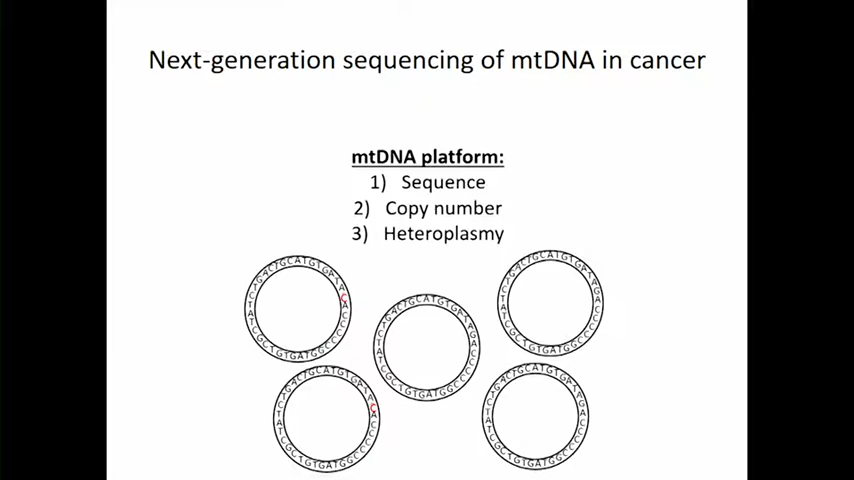 Next-generation sequencing of mtDNA in cancer
mtDNA platform:
1) Sequence
2) Copy number
3) Heteroplasmy